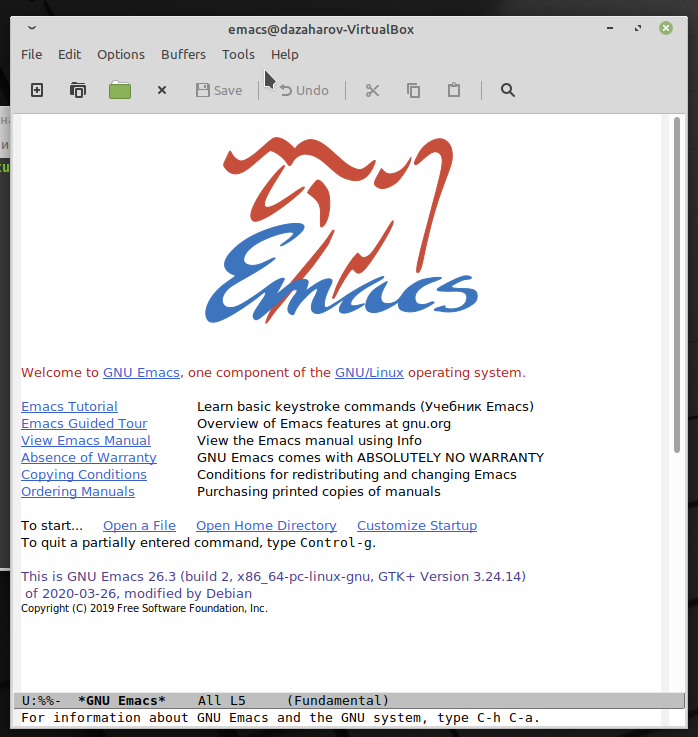 emacs@dazaharov-VirtualBox
File Edit Options Buffers Tools Help
Save Undo
Emacs
Welcome to GNU Emacs, one component of the GNU/Linux operating system.
Emacs Tutorial Learn basic keystroke commands (Учебник Emacs)
Emacs Guided Tour Overview of Emacs features at gnu.org
View Emacs Manual View the Emacs manual using Info
Absence of Warranty GNU Emacs comes with ABSOLUTELY NO WARRANTY
Copying Conditions Conditions for redistributing and changing Emacs
Ordering Manuals Purchasing printed copies of manuals
To start... Open a File Open Home Directory Customize Startup
To quit a partially entered command, type Control-g.
This is GNU Emacs 26.3 (build 2, x86_64-pc-linux-gnu, GTK+ Version 3.24.14)
of 2020-03-26, modified by Debian
Copyright (C) 2019 Free Software Foundation, Inc.
U:%%- *GNU Emacs* All L5 (Fundamental)
For information about GNU Emacs and the GNU system, type C-h C-a.